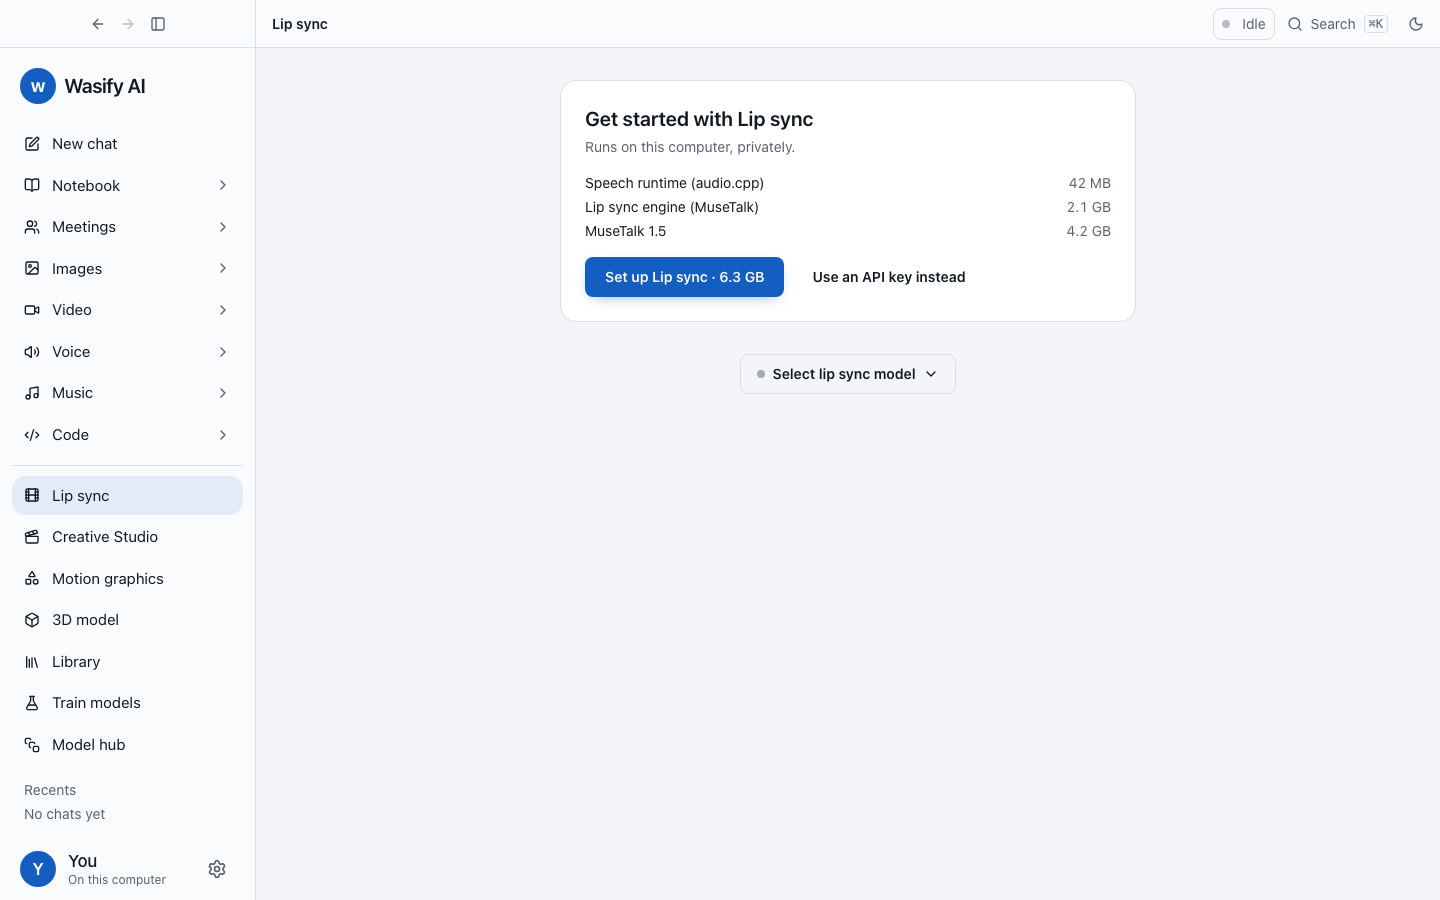 Lip sync
Idle
Search
⌘K
W
Wasify AI
New chat
Notebook
Meetings
Images
Video
Voice
Music
Code
Lip sync
Creative Studio
Motion graphics
3D model
Library
Train models
Model hub
Recents
No chats yet
Y
You
On this computer
Get started with Lip sync
Runs on this computer, privately.
Speech runtime (audio.cpp) 42 MB
Lip sync engine (MuseTalk) 2.1 GB
MuseTalk 1.5 4.2 GB
Set up Lip sync · 6.3 GB
Use an API key instead
Select lip sync model